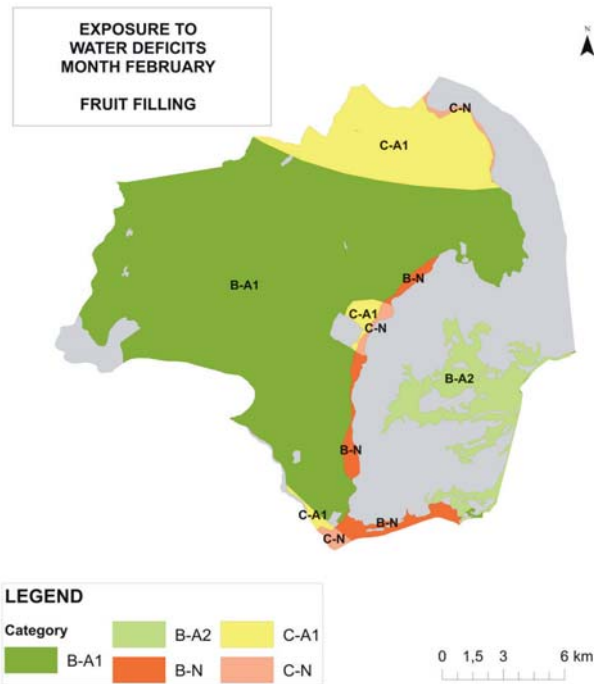 EXPOSURE TO
WATER DEFICITS
MONTH FEBRUARY
FRUIT FILLING
N
C-N
C-A1
B-N
B-A1
C-A1
C-N
B-A2
B-N
C-A1
B-N
C-N
LEGEND
Category
B-A1
B-A2
C-A1
B-N
C-N
0 1,5 3 6 km